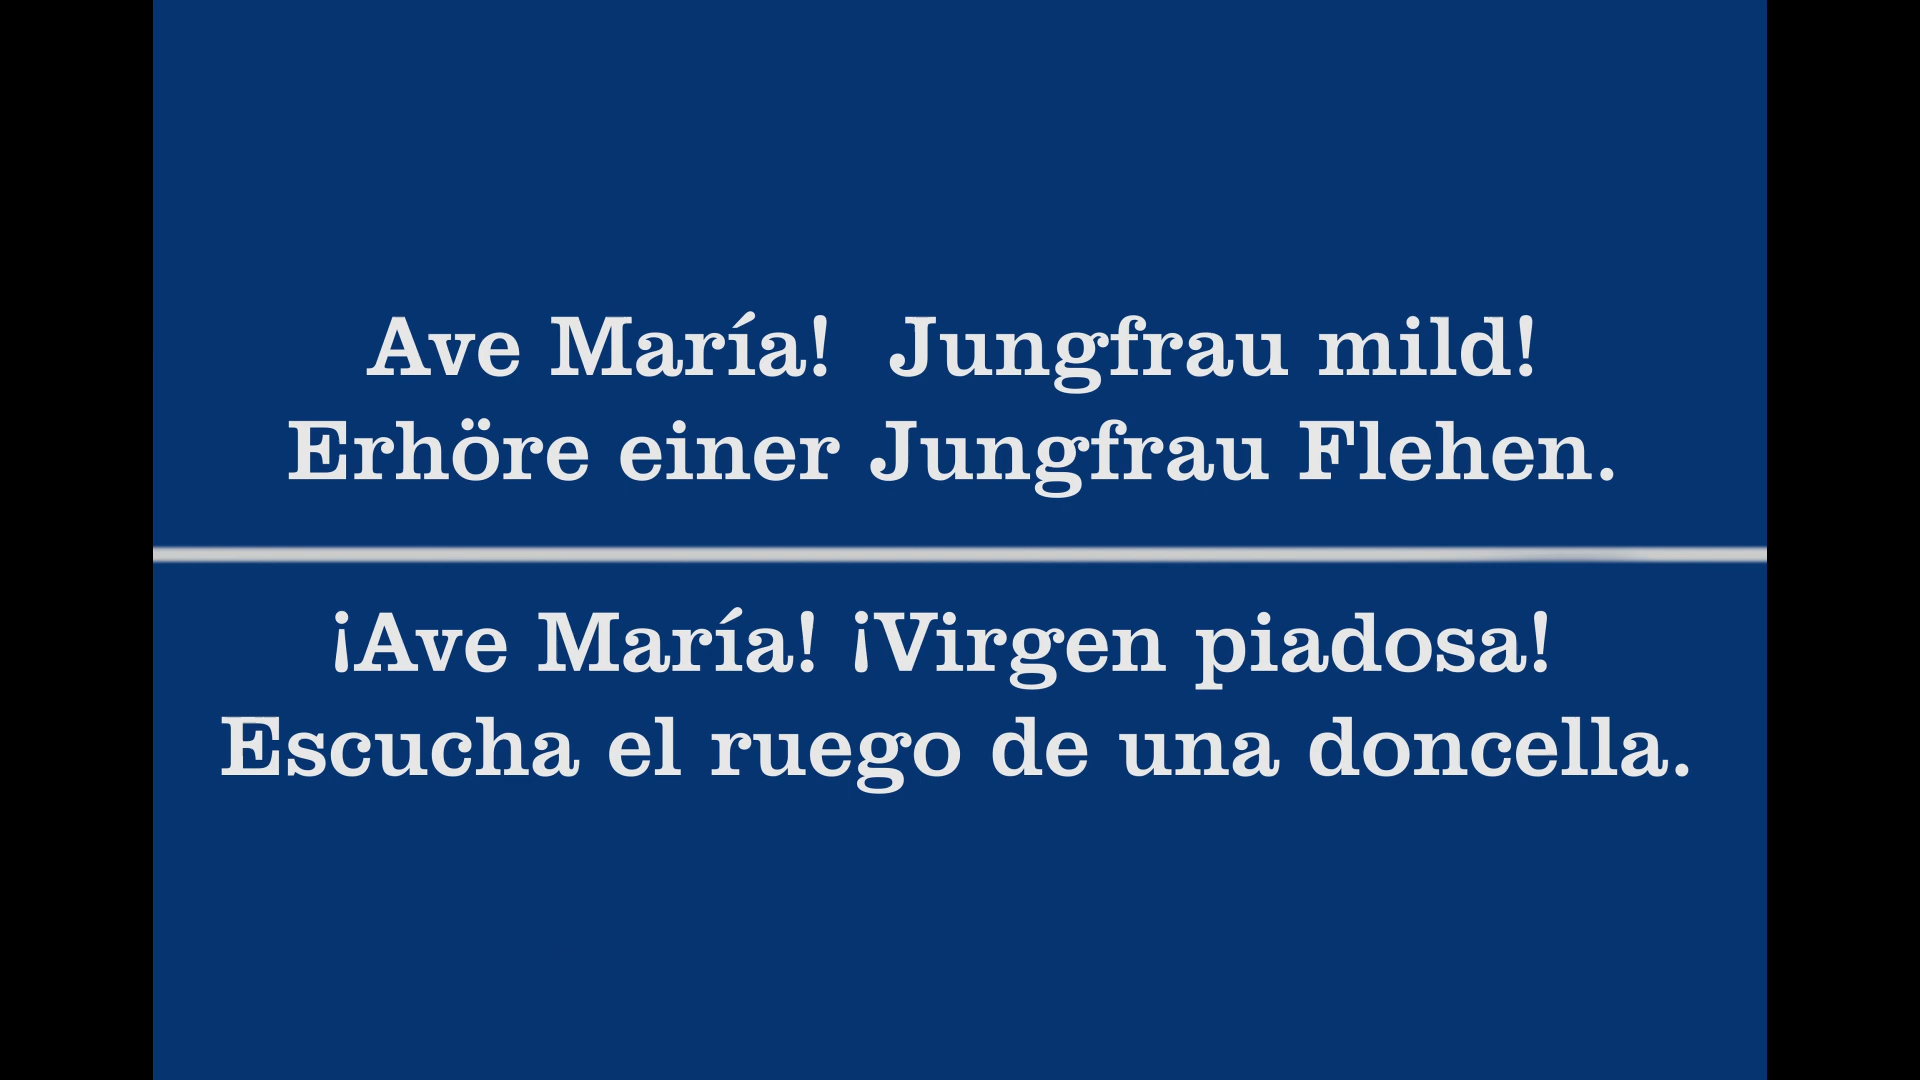 Ave María! Jungfrau mild!
Erhöre einer Jungfrau Flehen.
¡Ave María! ¡Virgen piadosa!
Escucha el ruego de una doncella.